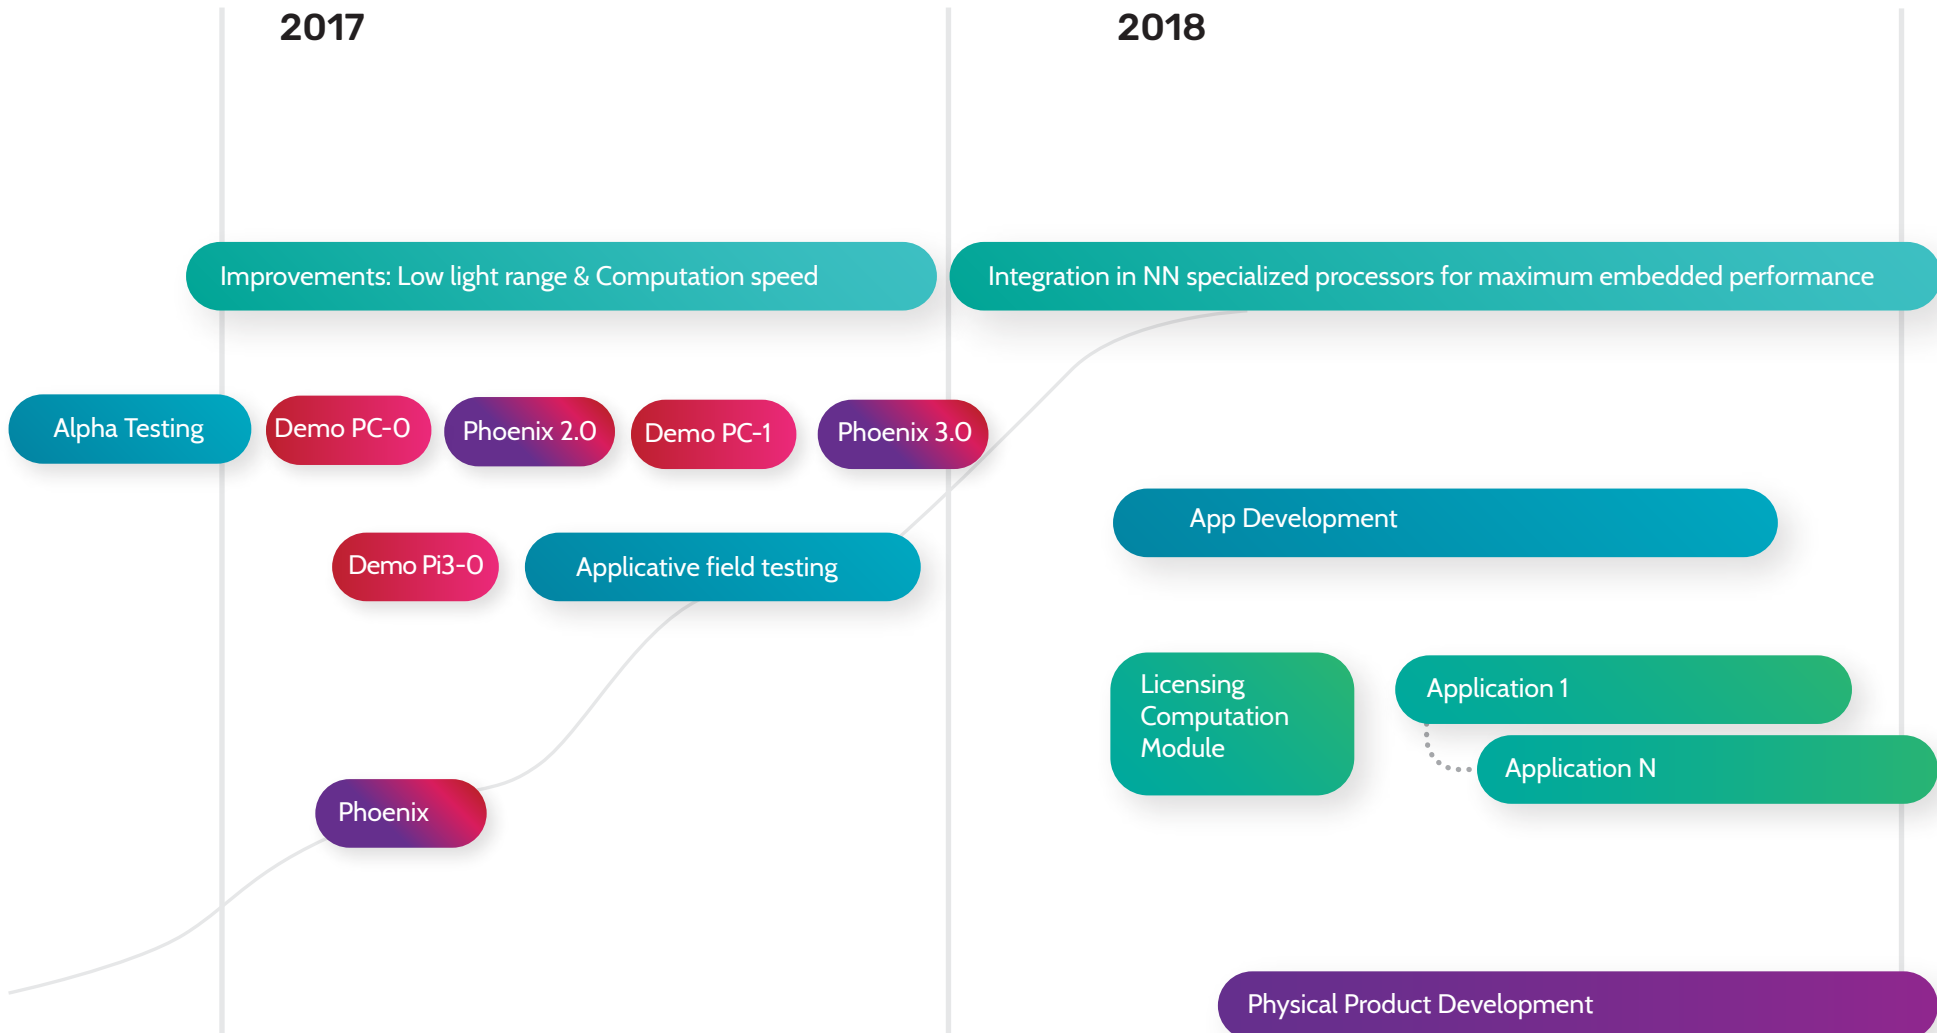 2017
2018
Improvements: Low light range & Computation speed
Integration in NN specialized processors for maximum embedded performance
Alpha Testing
Demo PC-0
Phoenix 2.0
Demo PC-1
Phoenix 3.0
App Development
Demo Pi3-0
Applicative field testing
Licensing
Computation
Module
Application 1
Application N
Phoenix
Physical Product Development